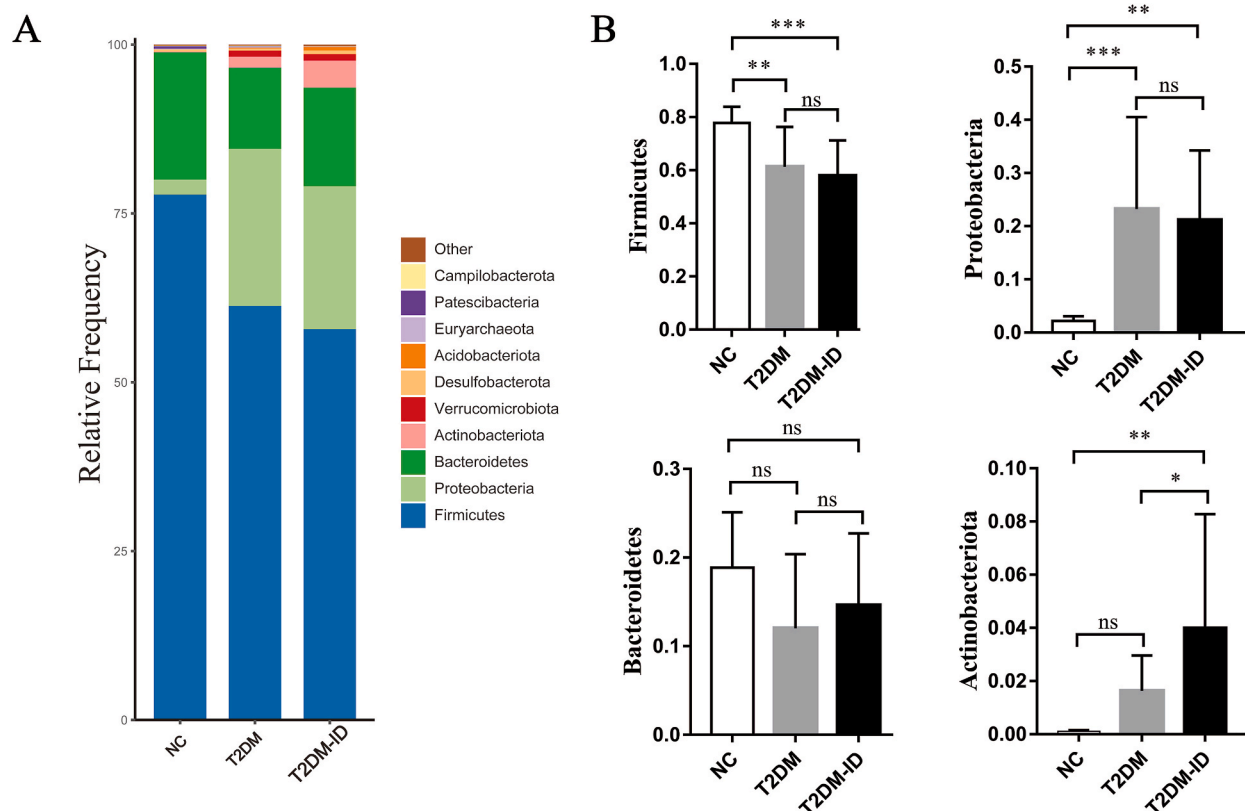 A
Relative Frequency
100
75
50
25
0
NC
T2DM
T2DM-ID
Other
Campilobacterota
Patescibacteria
Euryarchaeota
Acidobacteriota
Desulfobacterota
Verrucomicrobiota
Actinobacteriota
Bacteroidetes
Proteobacteria
Firmicutes
B
Firmicutes
1.0
0.8
0.6
0.4
0.2
0.0
***
**
ns
NC
T2DM
T2DM-ID
Proteobacteria
0.5
0.4
0.3
0.2
0.1
0.0
**
***
ns
NC
T2DM
T2DM-ID
Bacteroidetes
0.3
0.2
0.1
0.0
ns
ns
ns
NC
T2DM
T2DM-ID
Actinobacteriota
0.10
0.08
0.06
0.04
0.02
0.00
**
*
ns
NC
T2DM
T2DM-ID